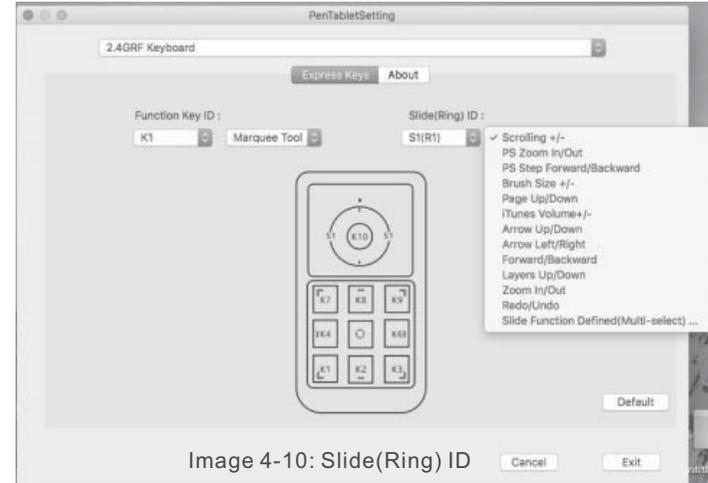 PenTabletSetting
2.4GRF Keyboard
Express Keys About
Function Key ID : Slide(Ring) ID :
K1 Marquee Tool S1(R1) ✓ Scrolling +/-
PS Zoom In/Out
PS Step Forward/Backward
Brush Size +/-
Page Up/Down
iTunes Volume+/-
Arrow Up/Down
Arrow Left/Right
Forward/Backward
Layers Up/Down
Zoom In/Out
Redo/Undo
Slide Function Defined(Multi-select) ...
S1 K10 S1
K7 K8 K9
K4 K6
K1 K2 K3
Default
Image 4-10: Slide(Ring) ID
Cancel Exit